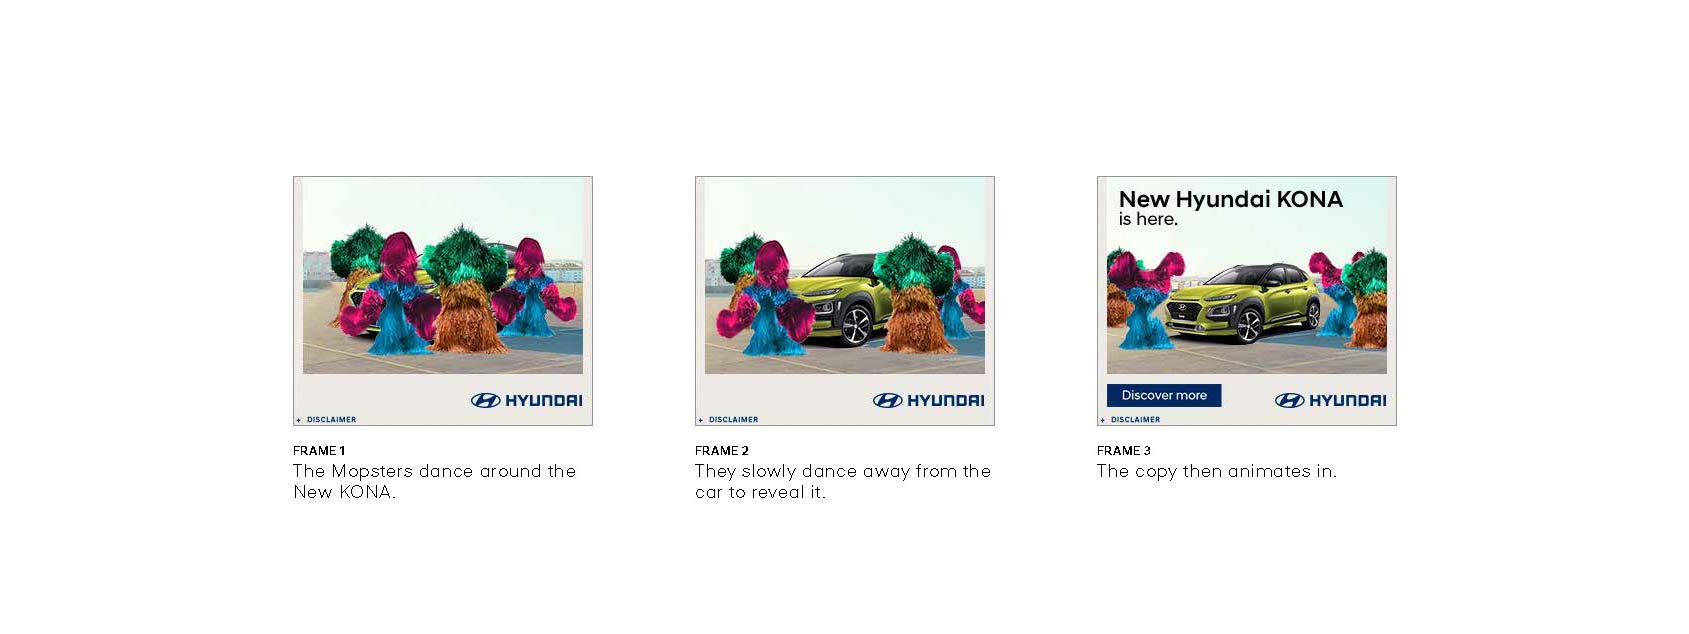 HYUNDAI
+ DISCLAIMER
FRAME 1
The Mopsters dance around the
New KONA.
HYUNDAI
+ DISCLAIMER
FRAME 2
They slowly dance away from the
car to reveal it.
New Hyundai KONA
is here.
Discover more
HYUNDAI
+ DISCLAIMER
FRAME 3
The copy then animates in.